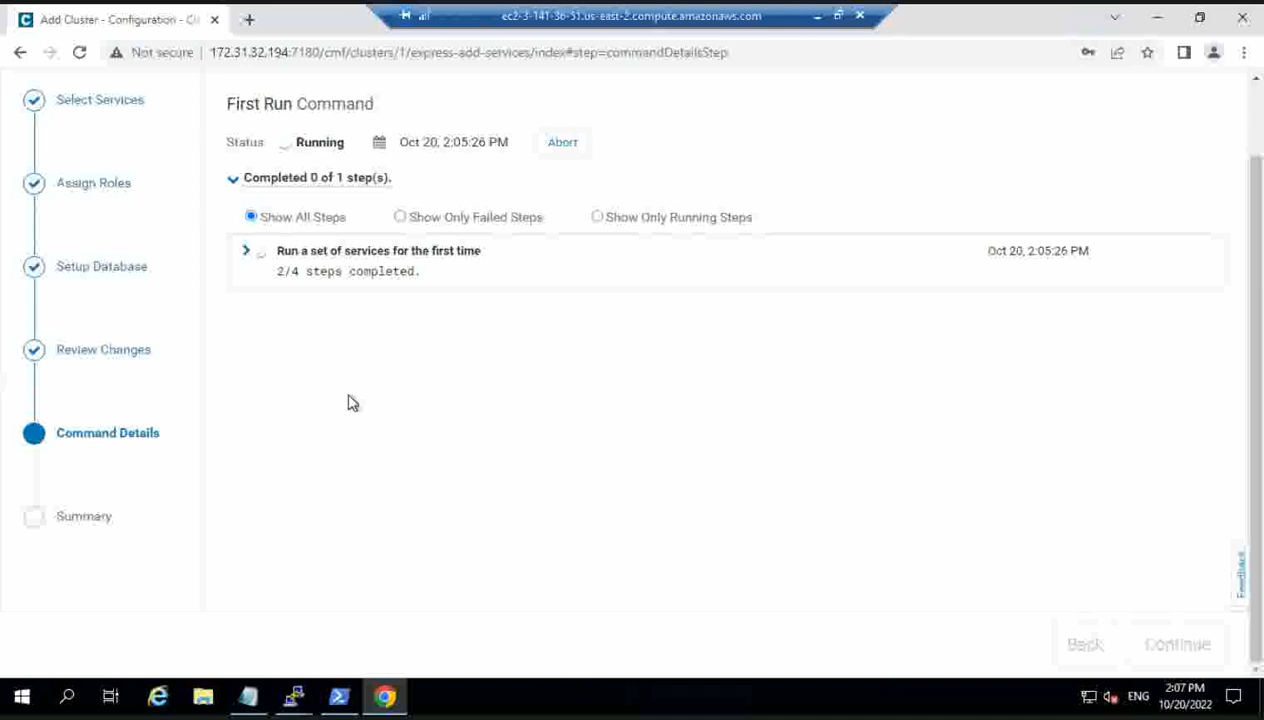 Add Cluster - Configuration - Cl
ec2-3-141-36-51.us-east-2.compute.amazonaws.com
Not secure 172.31.32.194:7180/cmf/clusters/1/express-add-services/index#step=commandDetailsStep
Select Services
Assign Roles
Setup Database
Review Changes
Command Details
Summary
First Run Command
Status Running Oct 20, 2:05:26 PM Abort
Completed 0 of 1 step(s).
Show All Steps Show Only Failed Steps Show Only Running Steps
Run a set of services for the first time Oct 20, 2:05:26 PM
2/4 steps completed.
Feedback
Back Continue
ENG
2:07 PM
10/20/2022